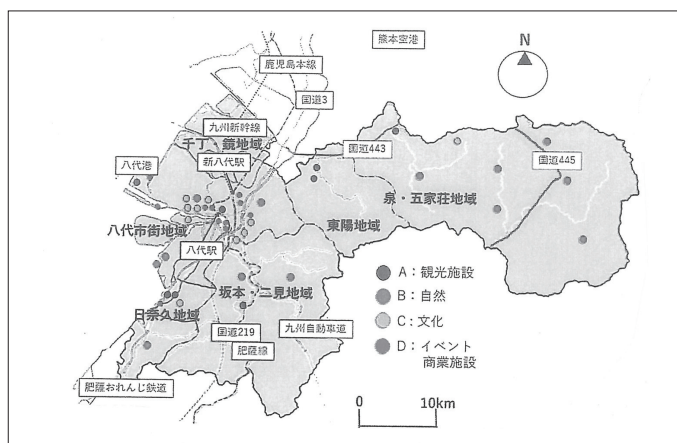 熊本空港
N
鹿児島本線
国道3
九州新幹線
千丁・鏡地域
国道443
八代港
新八代駅
国道445
泉・五家荘地域
東陽地域
八代市街地域
八代駅
A：観光施設
坂本・二見地域
B：自然
日奈久地域
C：文化
国道219
九州自動車道
D：イベント
商業施設
肥薩線
肥薩おれんじ鉄道
0 10km